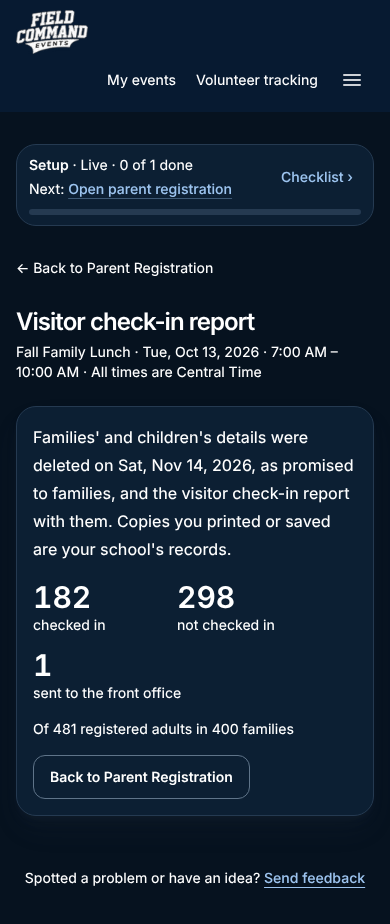 FIELD
COMMAND
EVENTS
My events Volunteer tracking
Setup · Live · 0 of 1 done
Next: Open parent registration
Checklist ›
← Back to Parent Registration
Visitor check-in report
Fall Family Lunch · Tue, Oct 13, 2026 · 7:00 AM –
10:00 AM · All times are Central Time
Families' and children's details were
deleted on Sat, Nov 14, 2026, as promised
to families, and the visitor check-in report
with them. Copies you printed or saved
are your school's records.
182 298
checked in not checked in
1
sent to the front office
Of 481 registered adults in 400 families
Back to Parent Registration
Spotted a problem or have an idea? Send feedback